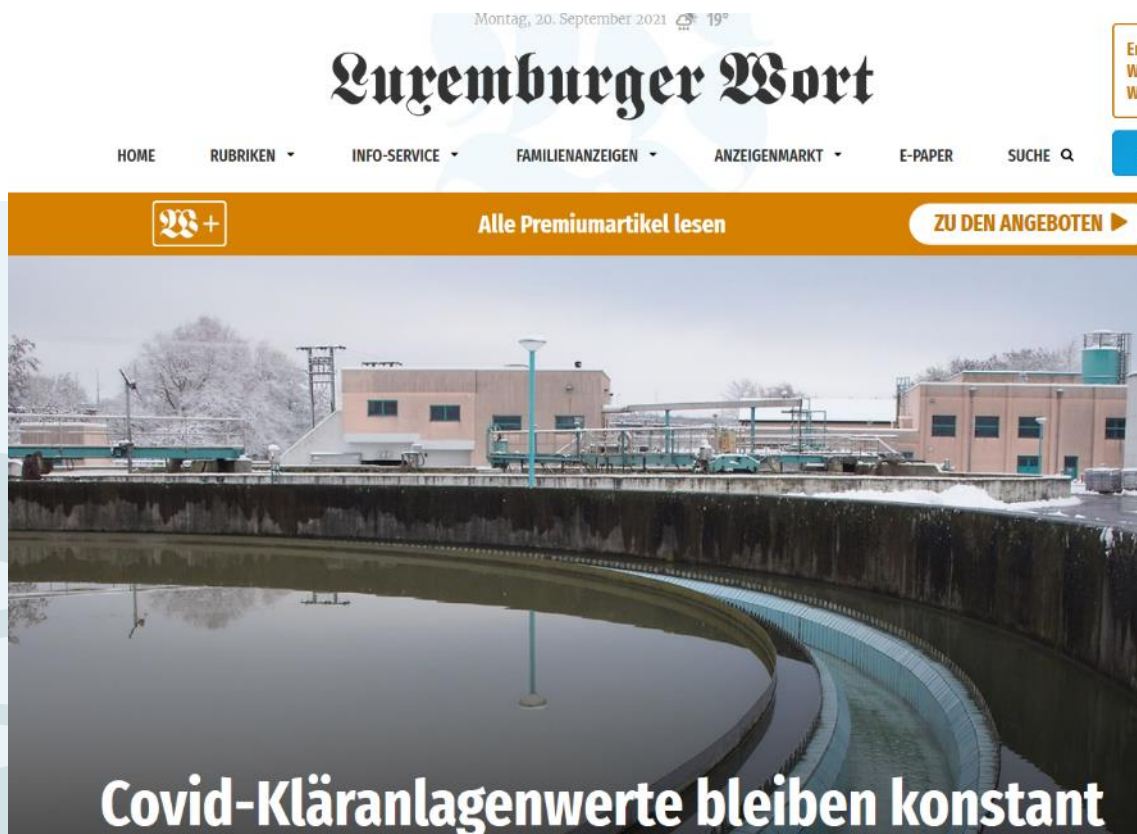 Montag, 20. September 2021 19°
Luxemburger Wort
HOME RUBRIKEN INFO-SERVICE FAMILIENANZEIGEN ANZEIGENMARKT E-PAPER SUCHE
W+ Alle Premiumartikel lesen ZU DEN ANGEBOTEN
Covid-Kläranlagenwerte bleiben konstant